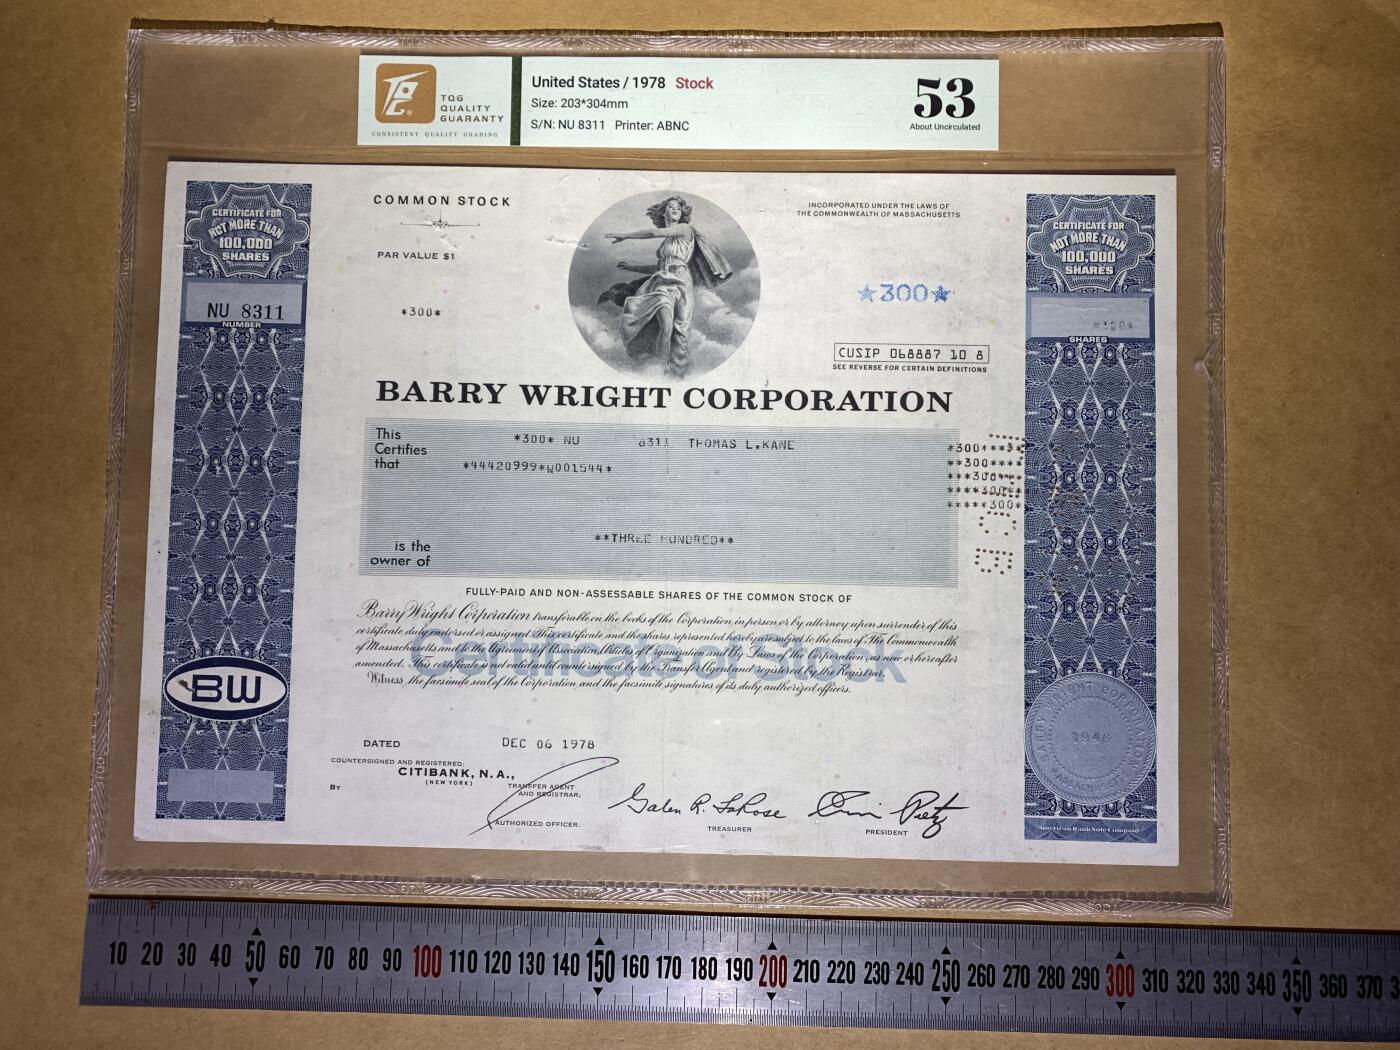 TQG
QUALITY
GUARANTY
CONSISTENT QUALITY GRADING
United States / 1978 Stock
Size: 203*304mm
S/N: NU 8311 Printer: ABNC
53
About Uncirculated
CERTIFICATE FOR
NOT MORE THAN
100,000
SHARES
NU 8311
NUMBER
COMMON STOCK
PAR VALUE $1
*300*
INCORPORATED UNDER THE LAWS OF
THE COMMONWEALTH OF MASSACHUSETTS
★300★
CUSIP 068887 10 8
SEE REVERSE FOR CERTAIN DEFINITIONS
CERTIFICATE FOR
NOT MORE THAN
100,000
SHARES
SHARES
BARRY WRIGHT CORPORATION
This
Certifies
that
*300* NU 8311 THOMAS L.KANE
*44420999*W001544*
*300****
**300****
***300***
****300**
*****300*
**THREE HUNDRED**
is the
owner of
FULLY-PAID AND NON-ASSESSABLE SHARES OF THE COMMON STOCK OF
Barry Wright Corporation transferable on the books of the Corporation in person or by attorney upon surrender of this
certificate duly endorsed or assigned. This certificate and the shares represented hereby are subject to the laws of The Commonwealth
of Massachusetts and to the Agreement of Association, Articles of Organization and By-Laws of the Corporation, as now or hereafter
amended. This certificate is not valid until countersigned by the Transfer Agent and registered by the Registrar.
Witness, the facsimile seal of the Corporation and the facsimile signatures of its duly authorized officers.
BW
DATED DEC 06 1978
COUNTERSIGNED AND REGISTERED:
CITIBANK, N.A.,
(NEW YORK)
BY
TRANSFER AGENT
AND REGISTRAR,
AUTHORIZED OFFICER.
Galen R. LaRose
TREASURER
PRESIDENT
BARRY WRIGHT CORPORATION
1946
MASSACHUSETTS
American Bank Note Company
10 20 30 40 50 60 70 80 90 100 110 120 130 140 150 160 170 180 190 200 210 220 230 240 250 260 270 280 290 300 310 320 330 340 350 360 370